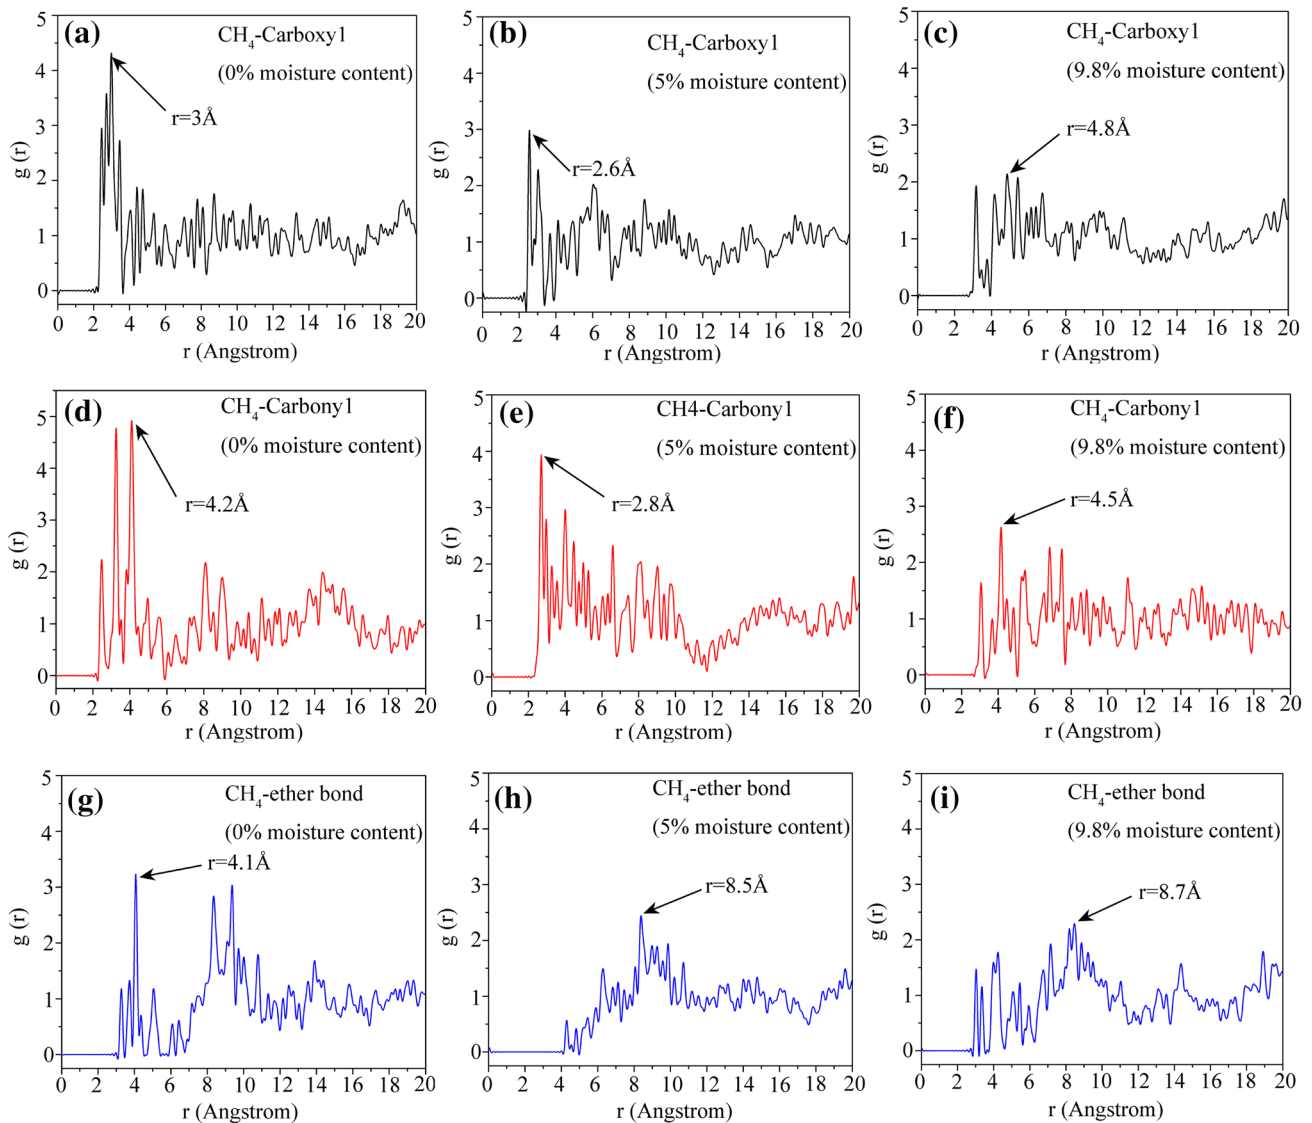 (a)
CH4-Carboxy1
(0% moisture content)
r=3Å
5
4
3
2
1
0
g (r)
0 2 4 6 8 10 12 14 16 18 20
r (Angstrom)
(b)
CH4-Carboxy1
(5% moisture content)
r=2.6Å
5
4
3
2
1
0
g (r)
0 2 4 6 8 10 12 14 16 18 20
r (Angstrom)
(c)
CH4-Carboxy1
(9.8% moisture content)
r=4.8Å
5
4
3
2
1
0
g (r)
0 2 4 6 8 10 12 14 16 18 20
r (Angstrom)
(d)
CH4-Carbony1
(0% moisture content)
r=4.2Å
5
4
3
2
1
0
g (r)
0 2 4 6 8 10 12 14 16 18 20
r (Angstrom)
(e)
CH4-Carbony1
(5% moisture content)
r=2.8Å
5
4
3
2
1
0
g (r)
0 2 4 6 8 10 12 14 16 18 20
r (Angstrom)
(f)
CH4-Carbony1
(9.8% moisture content)
r=4.5Å
5
4
3
2
1
0
g (r)
0 2 4 6 8 10 12 14 16 18 20
r (Angstrom)
(g)
CH4-ether bond
(0% moisture content)
r=4.1Å
5
4
3
2
1
0
g (r)
0 2 4 6 8 10 12 14 16 18 20
r (Angstrom)
(h)
CH4-ether bond
(5% moisture content)
r=8.5Å
5
4
3
2
1
0
g (r)
0 2 4 6 8 10 12 14 16 18 20
r (Angstrom)
(i)
CH4-ether bond
(9.8% moisture content)
r=8.7Å
5
4
3
2
1
0
g (r)
0 2 4 6 8 10 12 14 16 18 20
r (Angstrom)